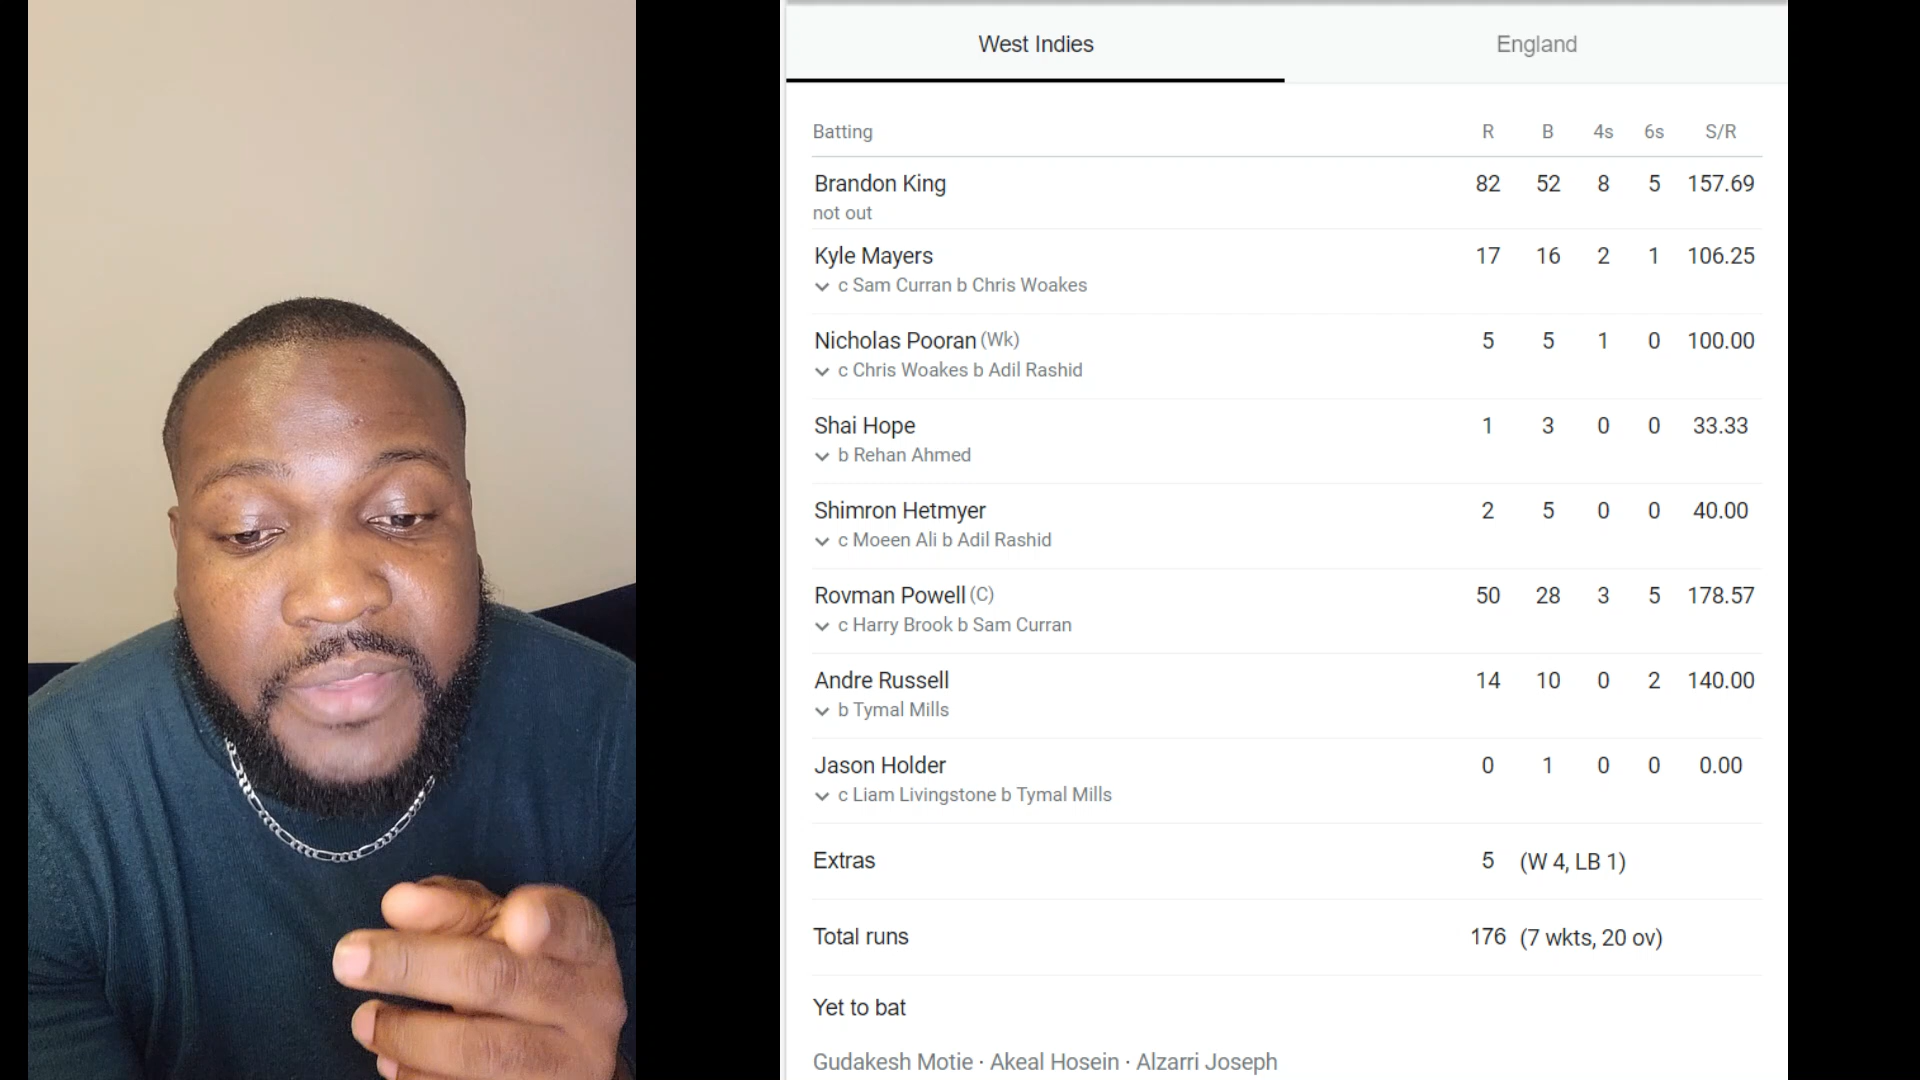 West Indies England
Batting R B 4s 6s S/R
Brandon King 82 52 8 5 157.69
not out
Kyle Mayers 17 16 2 1 106.25
c Sam Curran b Chris Woakes
Nicholas Pooran (Wk) 5 5 1 0 100.00
c Chris Woakes b Adil Rashid
Shai Hope 1 3 0 0 33.33
b Rehan Ahmed
Shimron Hetmyer 2 5 0 0 40.00
c Moeen Ali b Adil Rashid
Rovman Powell (C) 50 28 3 5 178.57
c Harry Brook b Sam Curran
Andre Russell 14 10 0 2 140.00
b Tymal Mills
Jason Holder 0 1 0 0 0.00
c Liam Livingstone b Tymal Mills
Extras 5 (W 4, LB 1)
Total runs 176 (7 wkts, 20 ov)
Yet to bat
Gudakesh Motie · Akeal Hosein · Alzarri Joseph